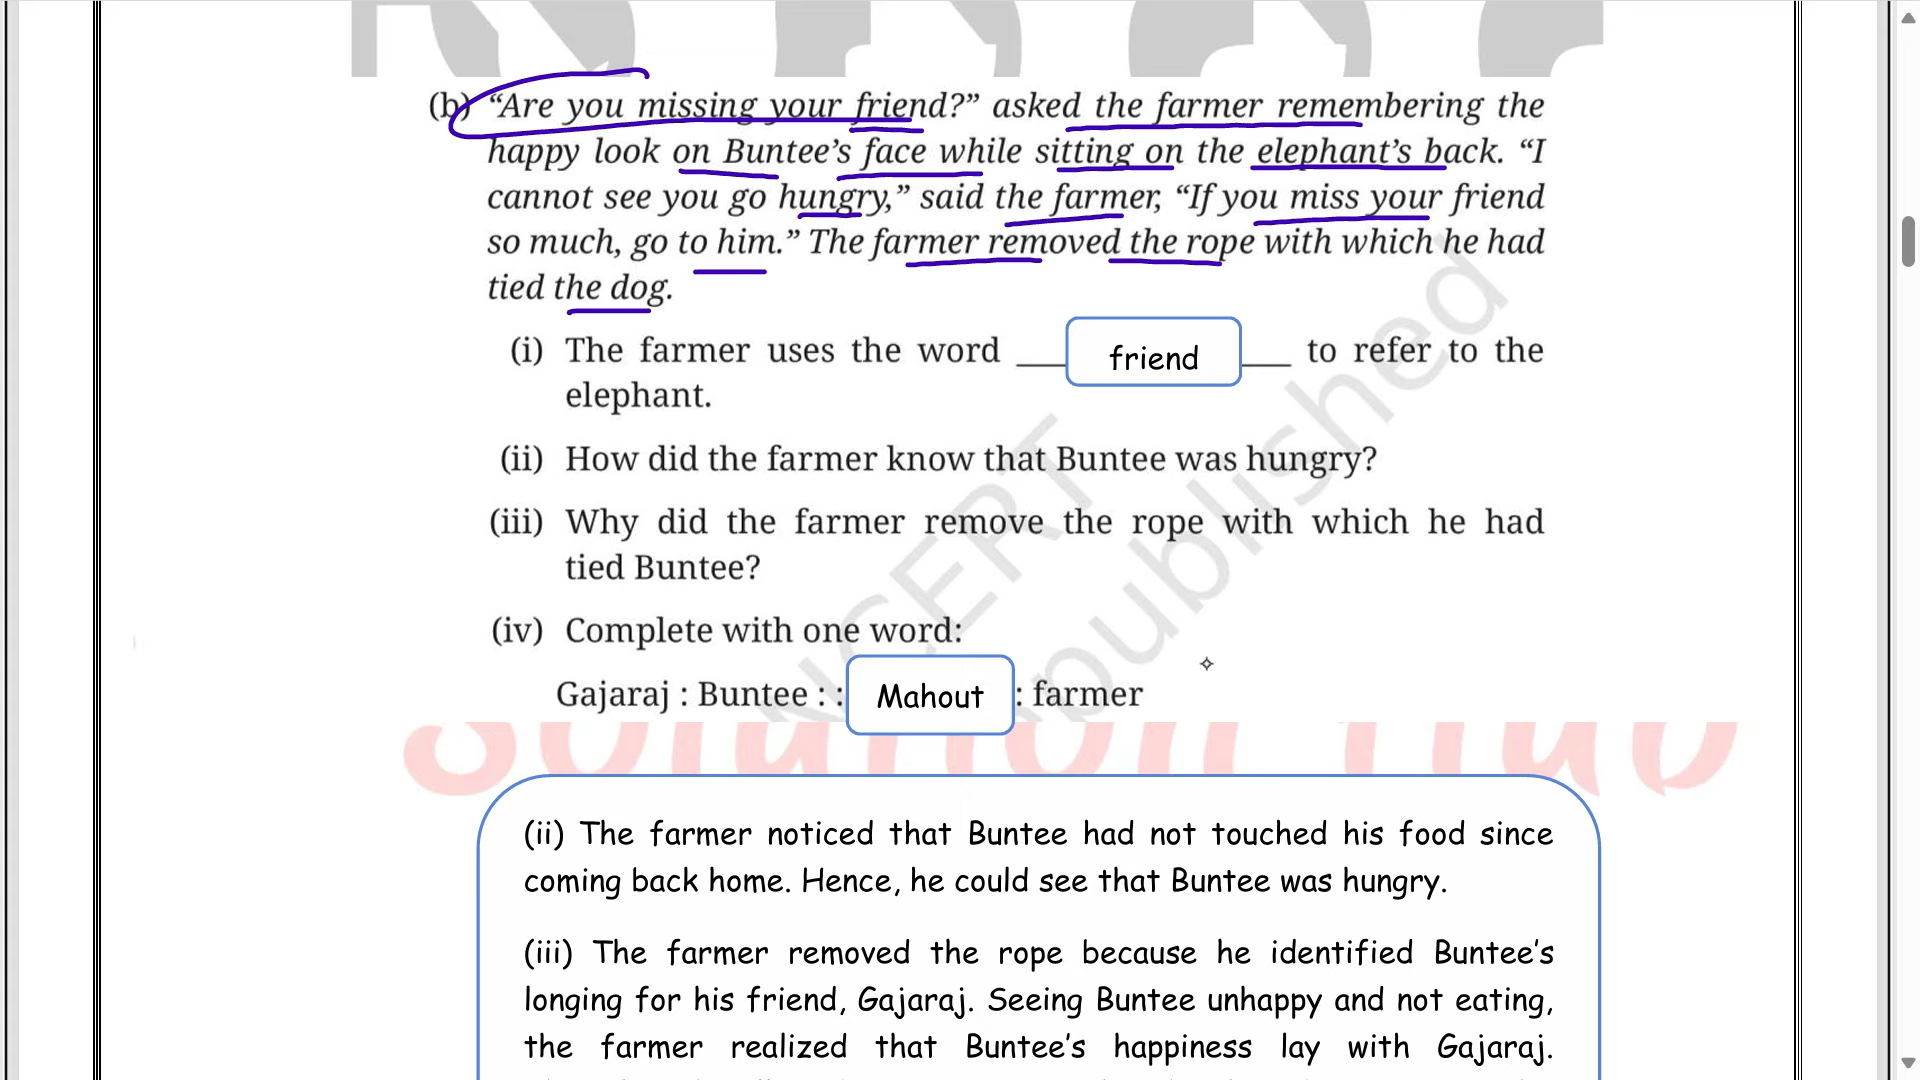 (b) “Are you missing your friend?” asked the farmer remembering the
happy look on Buntee’s face while sitting on the elephant’s back. “I
cannot see you go hungry,” said the farmer, “If you miss your friend
so much, go to him.” The farmer removed the rope with which he had
tied the dog.
(i) The farmer uses the word ___ friend ___ to refer to the
elephant.
(ii) How did the farmer know that Buntee was hungry?
(iii) Why did the farmer remove the rope with which he had
tied Buntee?
(iv) Complete with one word:
Gajaraj : Buntee : : Mahout : farmer
NCERT
published
Solution Hub
(ii) The farmer noticed that Buntee had not touched his food since
coming back home. Hence, he could see that Buntee was hungry.
(iii) The farmer removed the rope because he identified Buntee’s
longing for his friend, Gajaraj. Seeing Buntee unhappy and not eating,
the farmer realized that Buntee’s happiness lay with Gajaraj.